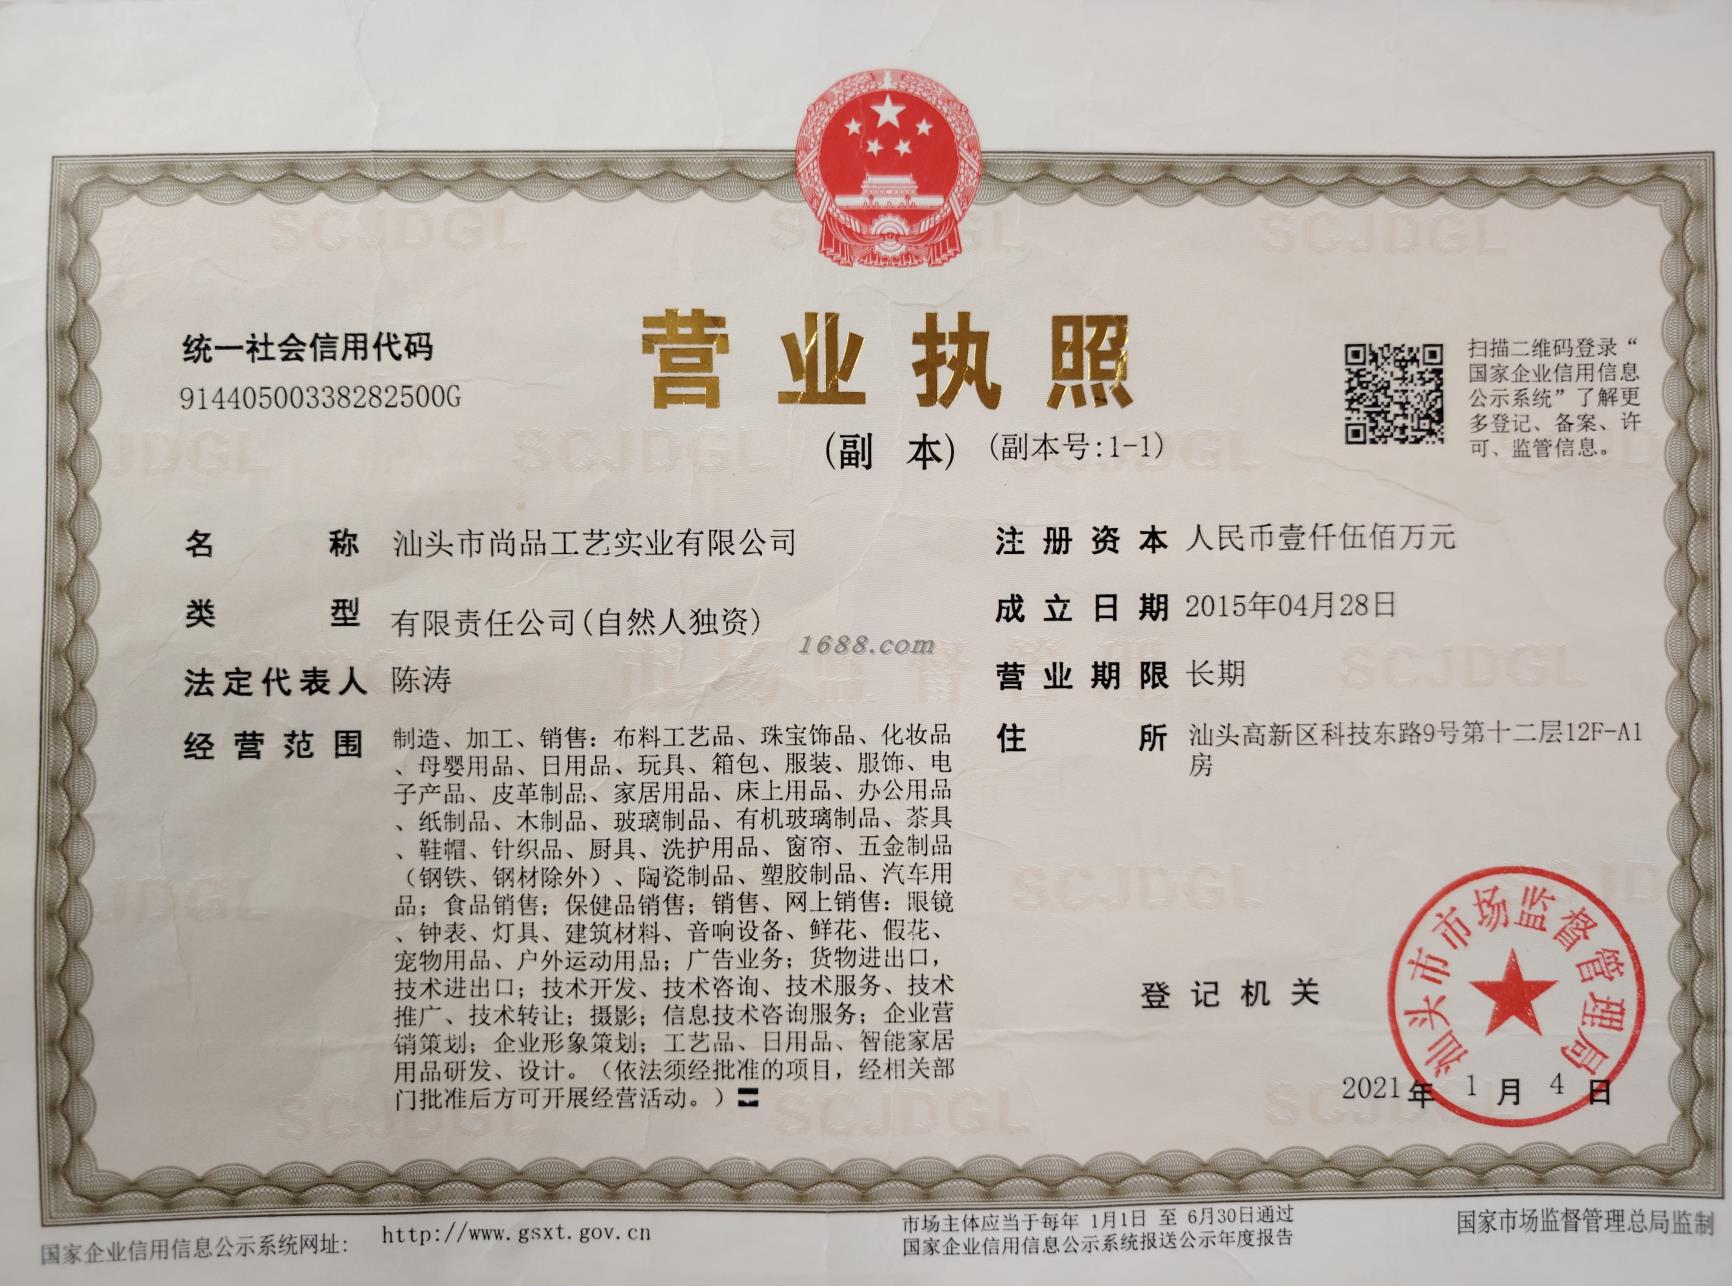 统一社会信用代码
91440500338282500G
营业执照
(副 本) (副本号:1-1)
扫描二维码登录“
国家企业信用信息
公示系统”了解更
多登记、备案、许
可、监管信息。
名 称 汕头市尚品工艺实业有限公司
类 型 有限责任公司(自然人独资)
法定代表人 陈涛
经营范围 制造、加工、销售：布料工艺品、珠宝饰品、化妆品
、母婴用品、日用品、玩具、箱包、服装、服饰、电
子产品、皮革制品、家居用品、床上用品、办公用品
、纸制品、木制品、玻璃制品、有机玻璃制品、茶具
、鞋帽、针织品、厨具、洗护用品、窗帘、五金制品
（钢铁、钢材除外）、陶瓷制品、塑胶制品、汽车用
品；食品销售；保健品销售；销售、网上销售：眼镜
、钟表、灯具、建筑材料、音响设备、鲜花、假花、
宠物用品、户外运动用品；广告业务；货物进出口，
技术进出口；技术开发、技术咨询、技术服务、技术
推广、技术转让；摄影；信息技术咨询服务；企业营
销策划；企业形象策划；工艺品、日用品、智能家居
用品研发、设计。（依法须经批准的项目，经相关部
门批准后方可开展经营活动。）
注册资本 人民币壹仟伍佰万元
成立日期 2015年04月28日
营业期限 长期
住 所 汕头高新区科技东路9号第十二层12F-A1
房
1688.com
登记机关
汕头市市场监督管理局
2021年 1 月 4 日
国家企业信用信息公示系统网址: http://www.gsxt.gov.cn
市场主体应当于每年 1月1日 至 6月30日通过
国家企业信用信息公示系统报送公示年度报告
国家市场监督管理总局监制
SCJDGL